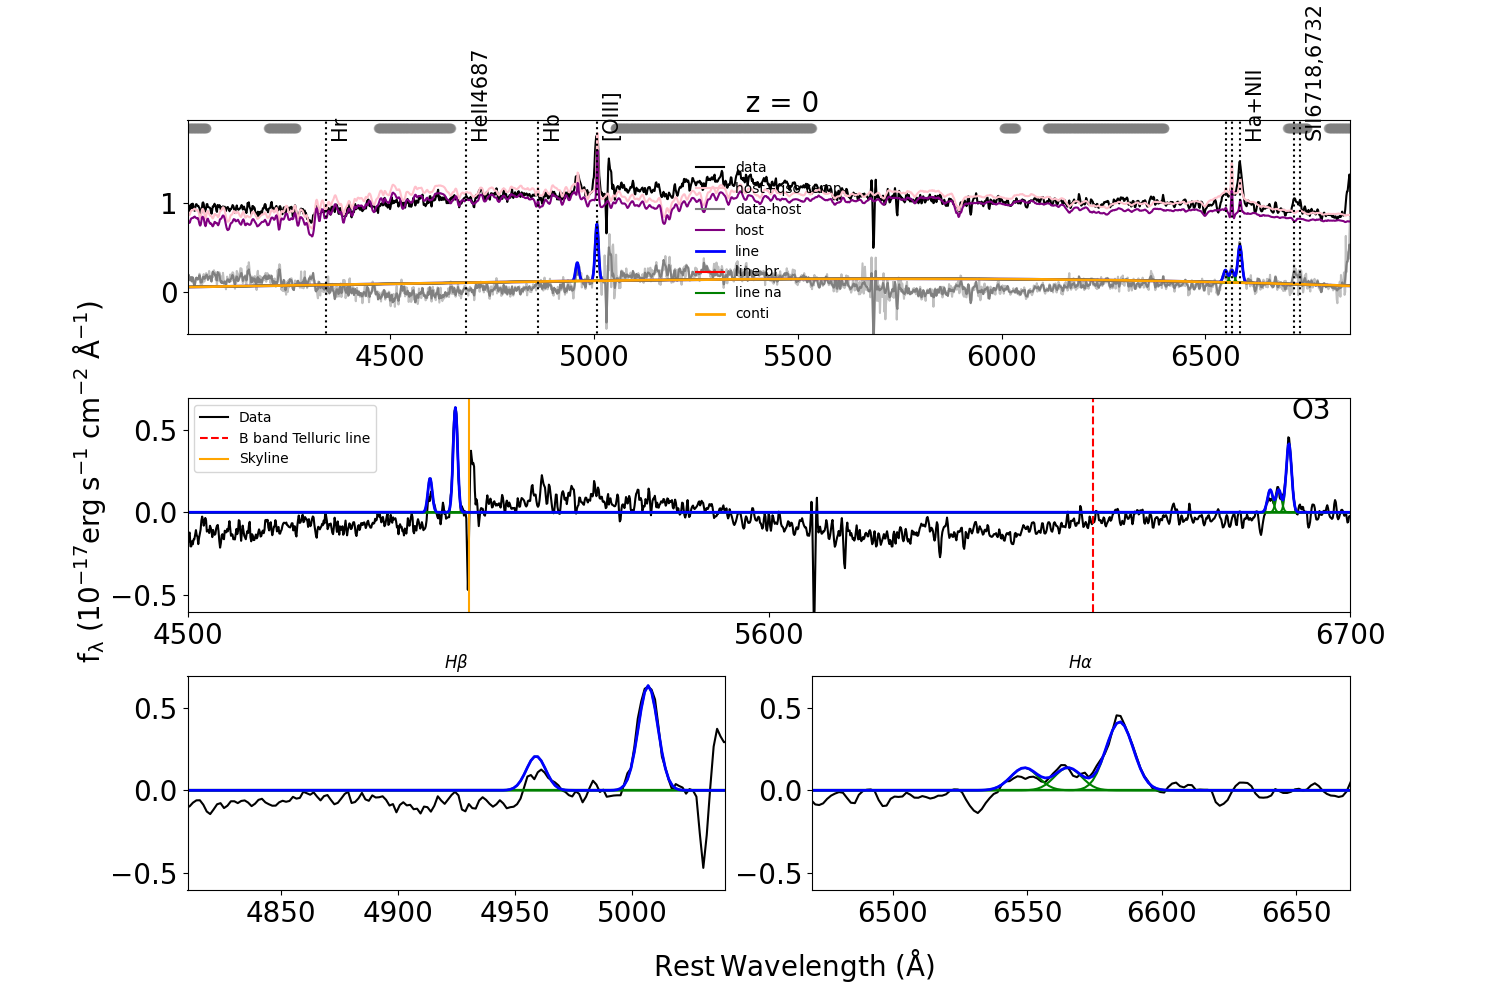 z = 0
Hr
HeII4687
Hb
[OIII]
Ha+NII
SII6718,6732
data
host+qso temp
data-host
host
line
line br
line na
conti
1
0
4500
5000
5500
6000
6500
fλ (10⁻¹⁷erg s⁻¹ cm⁻² Å⁻¹)
Data
B band Telluric line
Skyline
O3
0.5
0.0
−0.5
4500
5600
6700
Hβ
0.5
0.0
−0.5
4850
4900
4950
5000
Hα
0.5
0.0
−0.5
6500
6550
6600
6650
Rest Wavelength (Å)